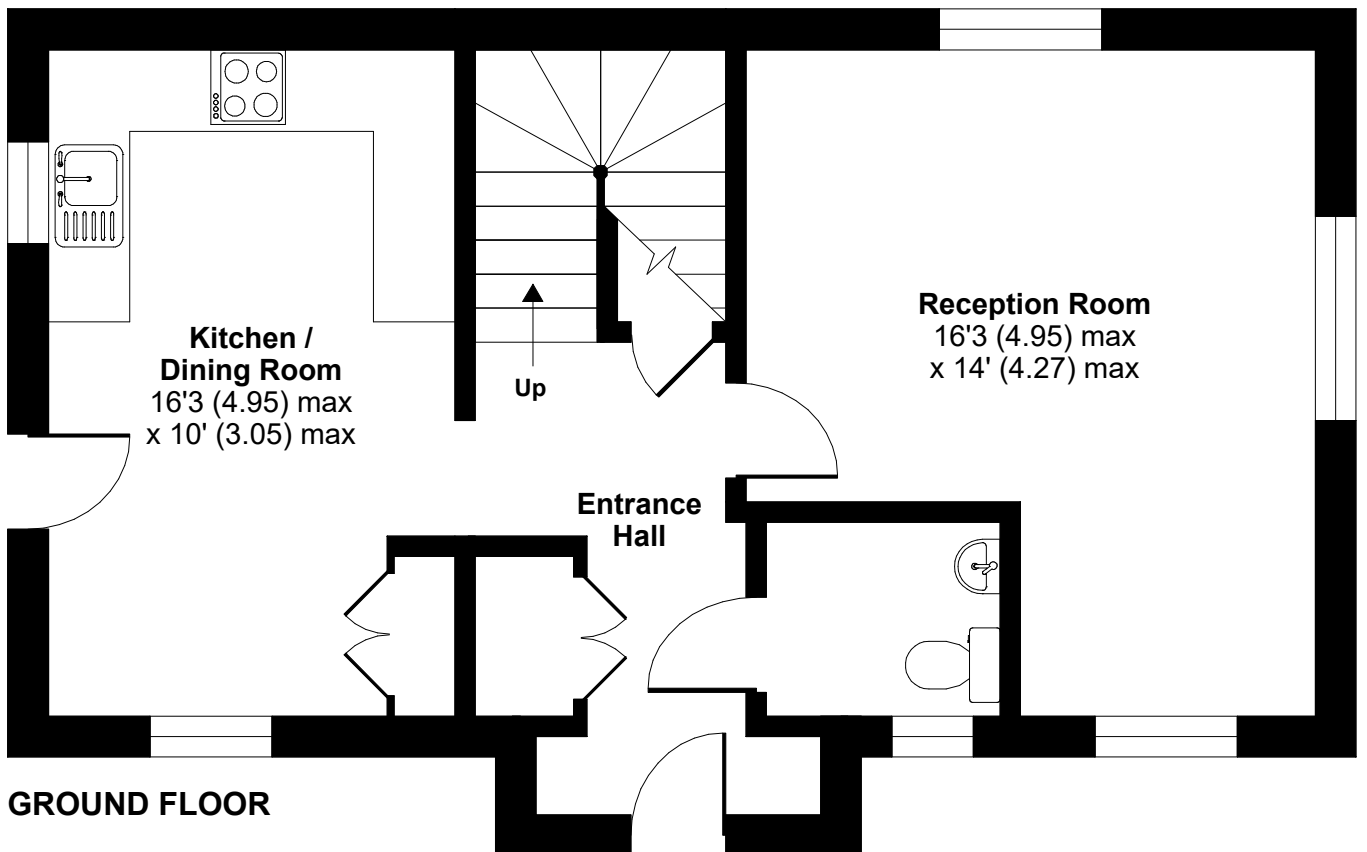 Kitchen /
Dining Room
16'3 (4.95) max
x 10' (3.05) max
Up
Entrance
Hall
Reception Room
16'3 (4.95) max
x 14' (4.27) max
GROUND FLOOR